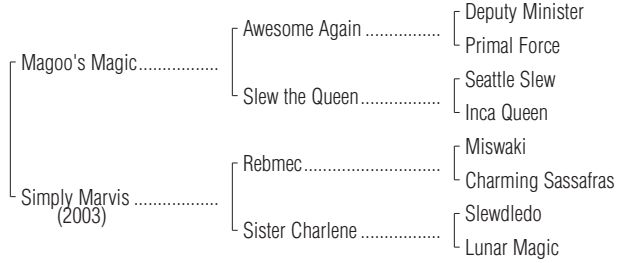 Deputy Minister
Awesome Again ................
Primal Force
Magoo's Magic.................
Seattle Slew
Slew the Queen.................
Inca Queen
Miswaki
Rebmec.............................
Charming Sassafras
Simply Marvis ..................
(2003)
Slewdledo
Sister Charlene .................
Lunar Magic